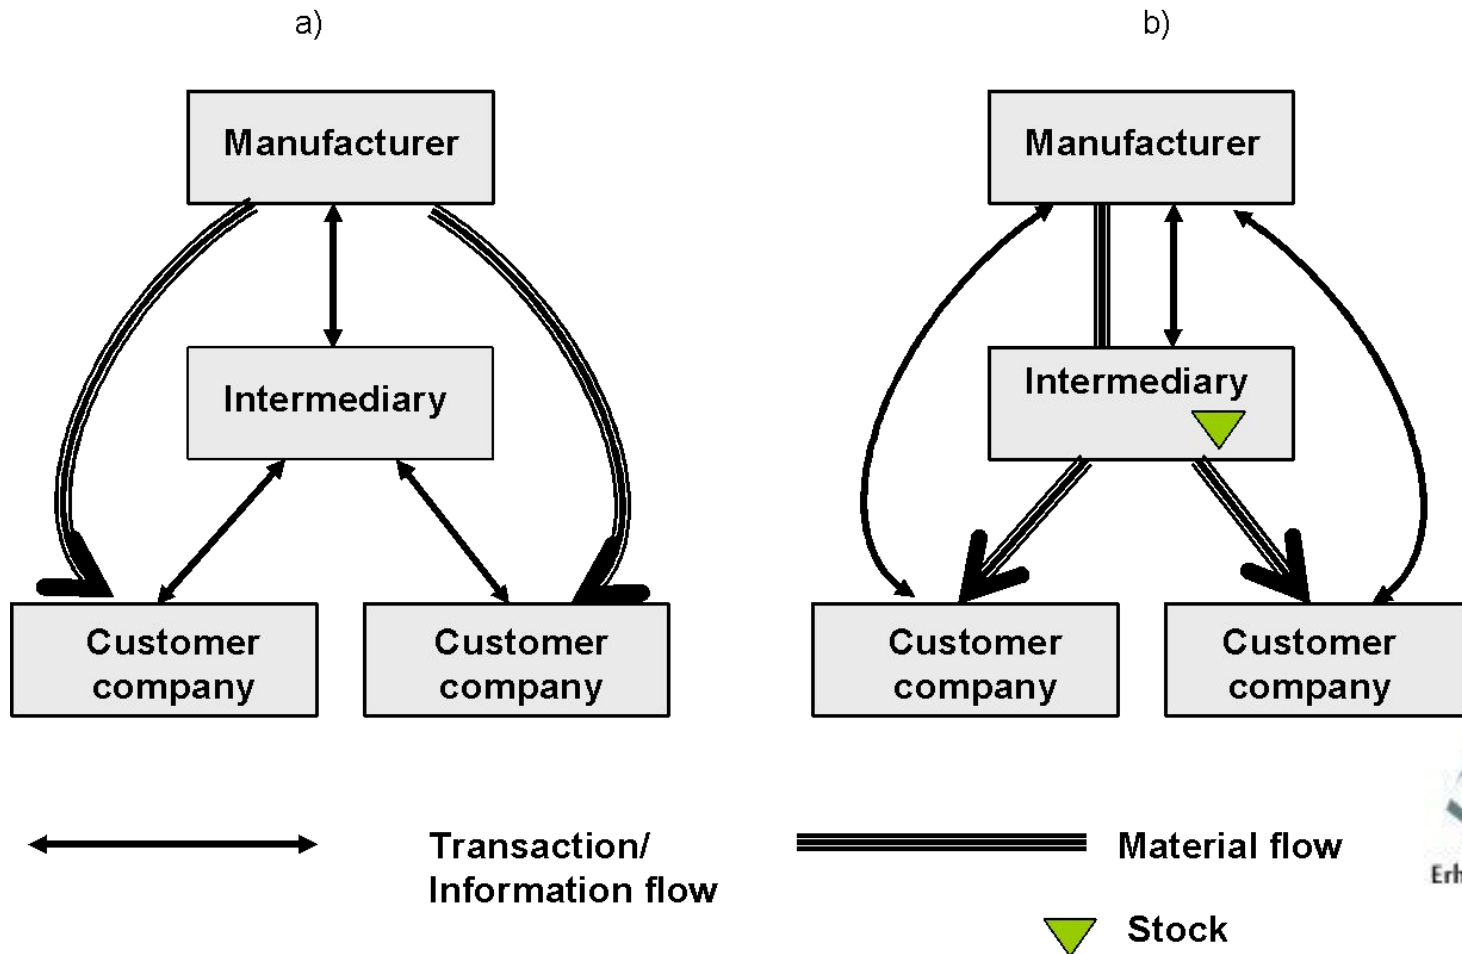 a)
b)
Manufacturer
Manufacturer
Intermediary
Intermediary
Customer
company
Customer
company
Customer
company
Customer
company
Transaction/
Information flow
Material flow
Stock